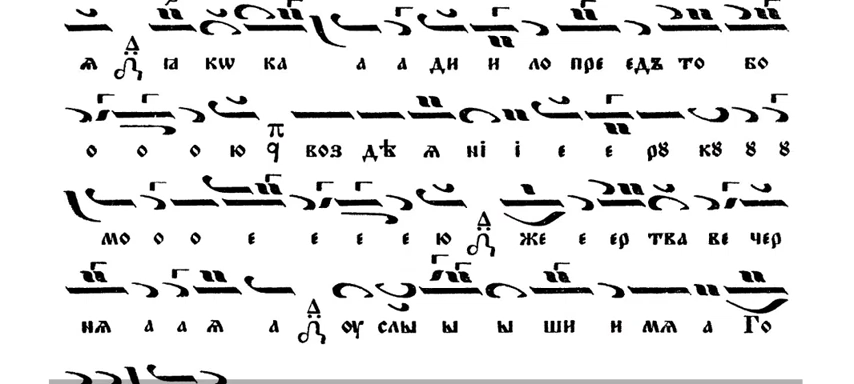 ѧ ꙗ кѡ ка а а ди и ло пре едъ то бо
о о о ю воз дѣ ѧ ні і е е рꙋ кꙋ ꙋ ꙋ
мо о о е е е е ю же е ер тва ве чер
нѧ а а ѧ а оу слы ы ы ши и мѧ а Го